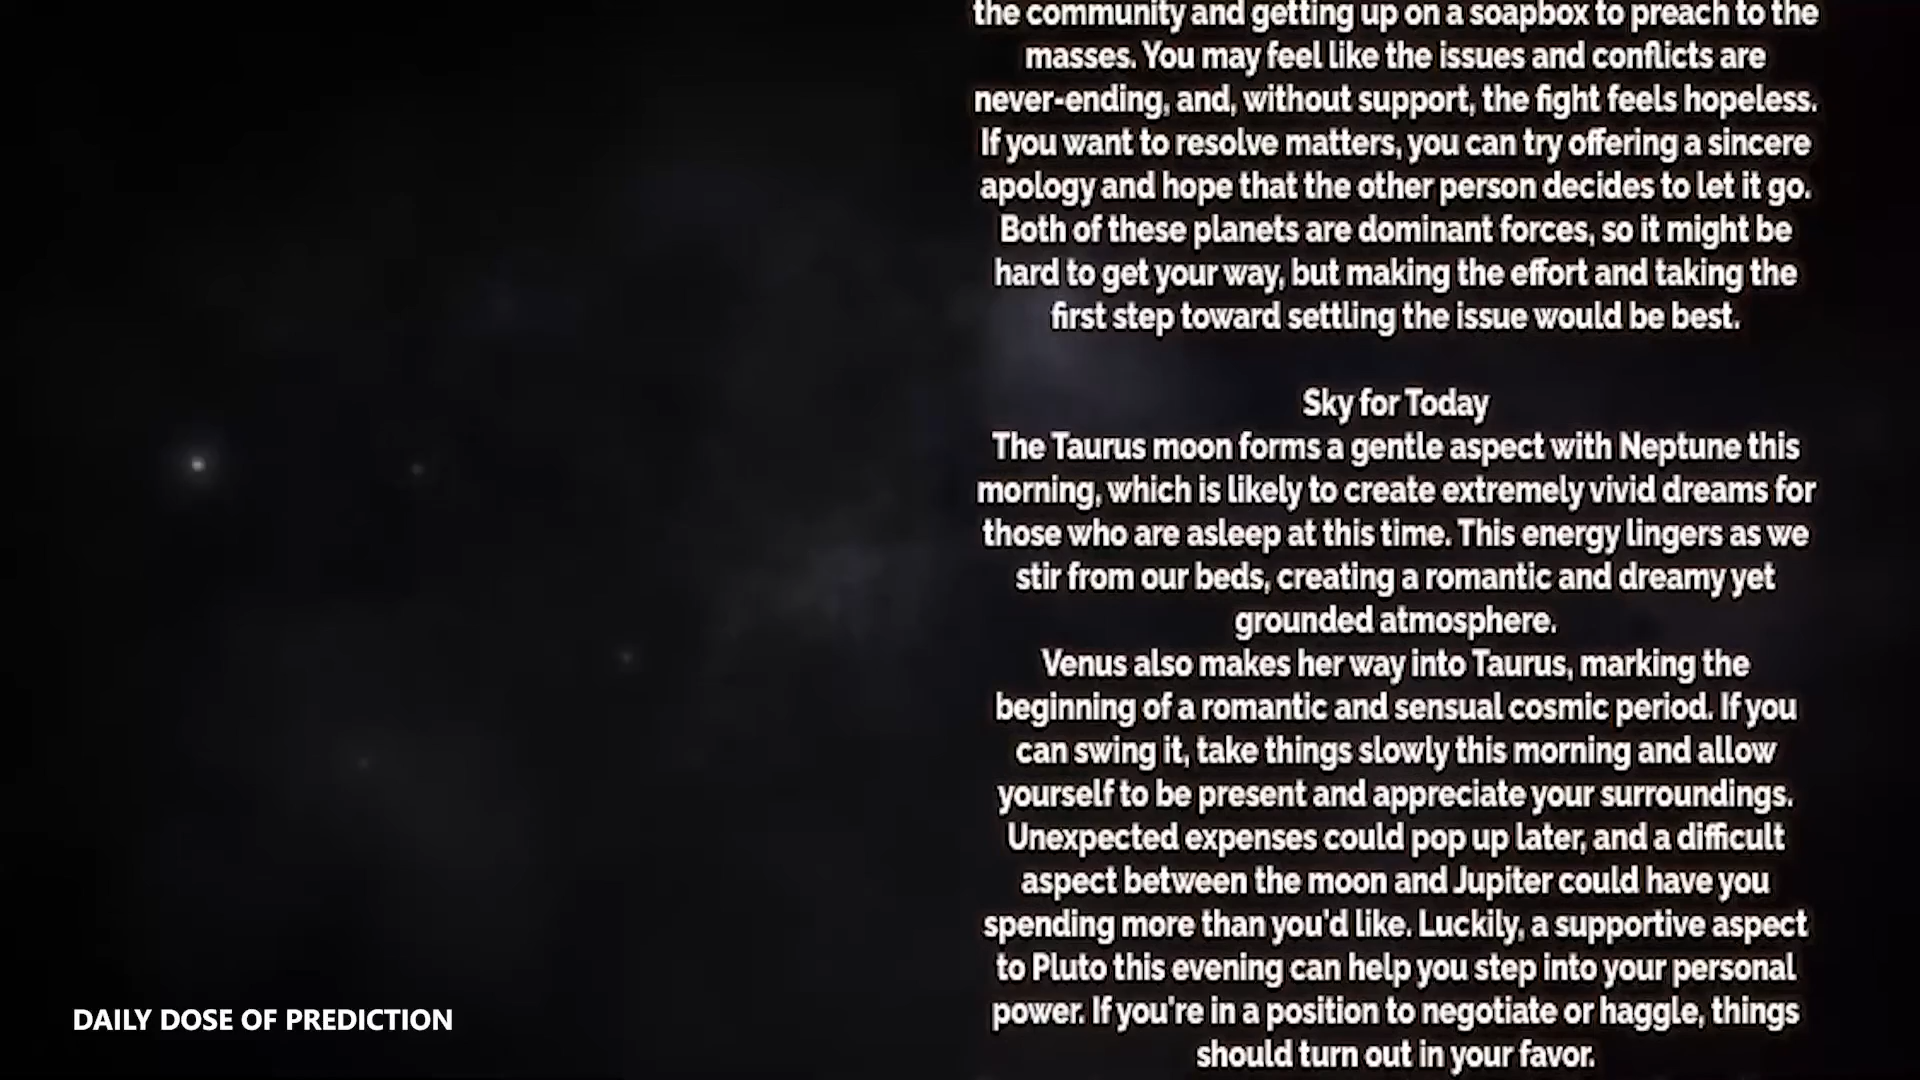 the community and getting up on a soapbox to preach to the
masses. You may feel like the issues and conflicts are
never-ending, and, without support, the fight feels hopeless.
If you want to resolve matters, you can try offering a sincere
apology and hope that the other person decides to let it go.
Both of these planets are dominant forces, so it might be
hard to get your way, but making the effort and taking the
first step toward settling the issue would be best.
Sky for Today
The Taurus moon forms a gentle aspect with Neptune this
morning, which is likely to create extremely vivid dreams for
those who are asleep at this time. This energy lingers as we
stir from our beds, creating a romantic and dreamy yet
grounded atmosphere.
Venus also makes her way into Taurus, marking the
beginning of a romantic and sensual cosmic period. If you
can swing it, take things slowly this morning and allow
yourself to be present and appreciate your surroundings.
Unexpected expenses could pop up later, and a difficult
aspect between the moon and Jupiter could have you
spending more than you'd like. Luckily, a supportive aspect
to Pluto this evening can help you step into your personal
power. If you're in a position to negotiate or haggle, things
should turn out in your favor.
DAILY DOSE OF PREDICTION